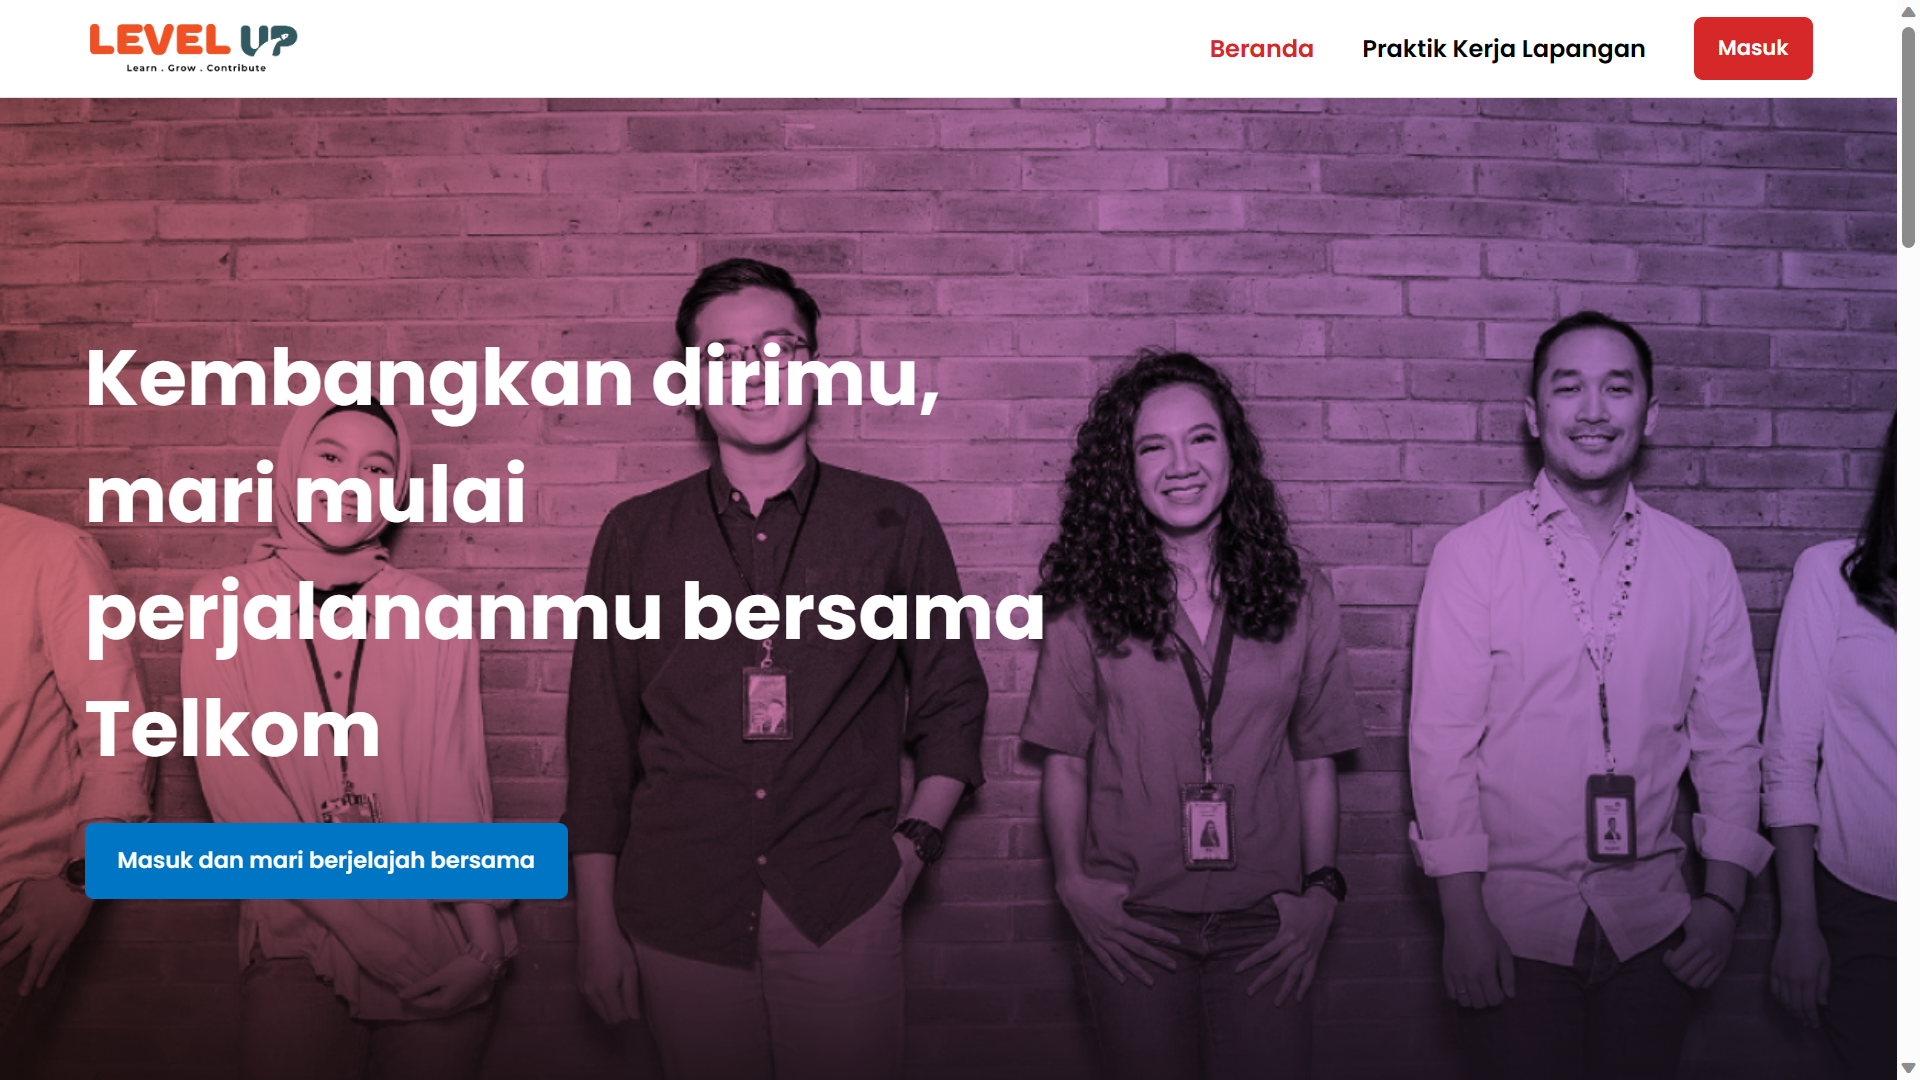 LEVEL UP
Learn . Grow . Contribute
Beranda
Praktik Kerja Lapangan
Masuk
Kembangkan dirimu,
mari mulai
perjalananmu bersama
Telkom
Masuk dan mari berjelajah bersama